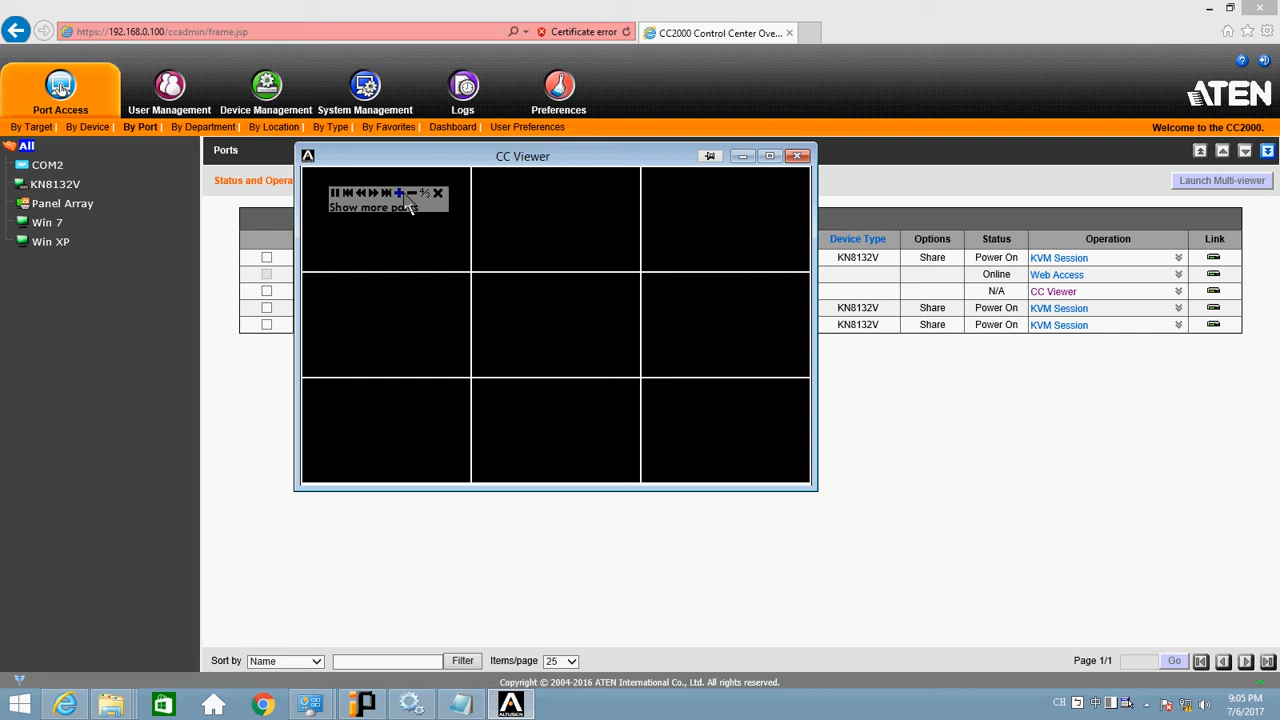 https://192.168.0.100/ccadmin/frame.jsp
Certificate error
CC2000 Control Center Ove...
Port Access
User Management
Device Management
System Management
Logs
Preferences
ATEN
By Target
By Device
By Port
By Department
By Location
By Type
By Favorites
Dashboard
User Preferences
Welcome to the CC2000.
All
COM2
KN8132V
Panel Array
Win 7
Win XP
Ports
Status and Opera
Launch Multi-viewer
CC Viewer
Show more ports
Device Type Options Status Operation Link
KN8132V Share Power On KVM Session
Online Web Access
N/A CC Viewer
KN8132V Share Power On KVM Session
KN8132V Share Power On KVM Session
Sort by Name Filter Items/page 25 Page 1/1 Go
Copyright © 2004-2016 ATEN International Co., Ltd. All rights reserved.
ALTUSEN
CH 中
9:05 PM
7/6/2017